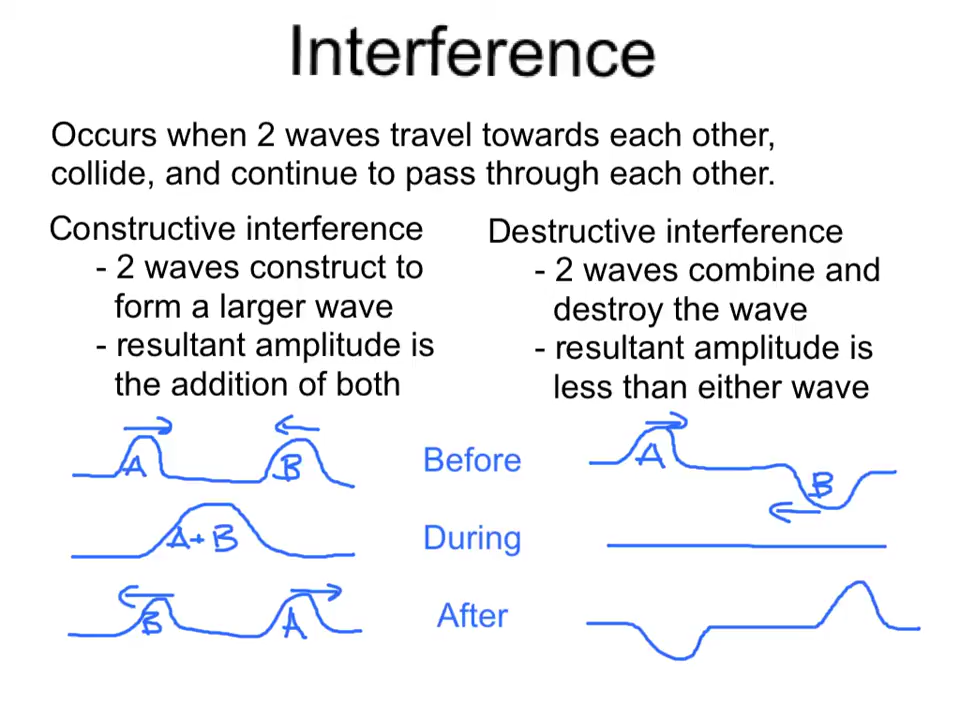 Interference
Occurs when 2 waves travel towards each other,
collide, and continue to pass through each other.
Constructive interference
- 2 waves construct to
form a larger wave
- resultant amplitude is
the addition of both
Destructive interference
- 2 waves combine and
destroy the wave
- resultant amplitude is
less than either wave
A B Before A B
A+B During
B A After